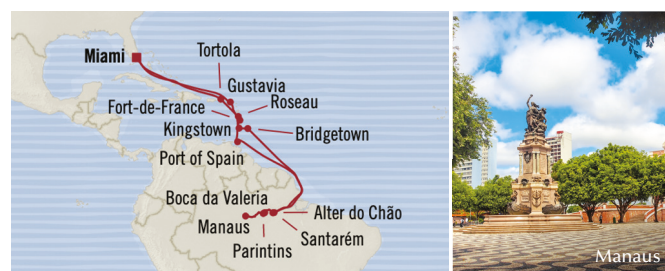 Miami
Tortola
Gustavia
Fort-de-France
Roseau
Kingstown
Bridgetown
Port of Spain
Boca da Valeria
Manaus
Alter do Chão
Parintins
Santarém
Manaus